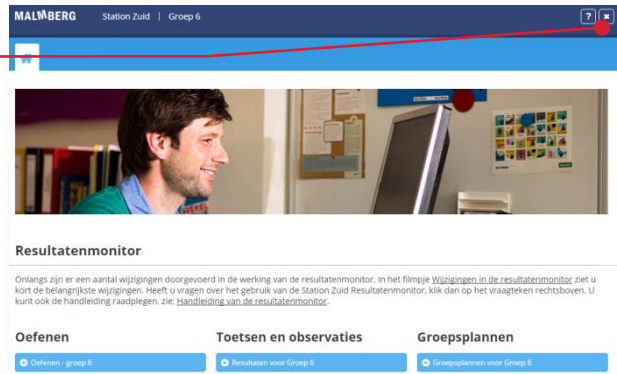 MALMBERG Station Zuid | Groep 6 ?
Resultatenmonitor
Onlangs zijn er een aantal wijzigingen doorgevoerd in de werking van de resultatenmonitor. In het filmpje Wijzigingen in de resultatenmonitor ziet u
kort de belangrijkste wijzigingen. Heeft u vragen over het gebruik van de Station Zuid Resultatenmonitor, klik dan op het vraagteken rechtsboven. U
kunt ook de handleiding raadplegen, zie: Handleiding van de resultatenmonitor.
Oefenen Toetsen en observaties Groepsplannen
Oefenen - groep 6 Resultaten voor Groep 6 Groepsplannen voor Groep 6